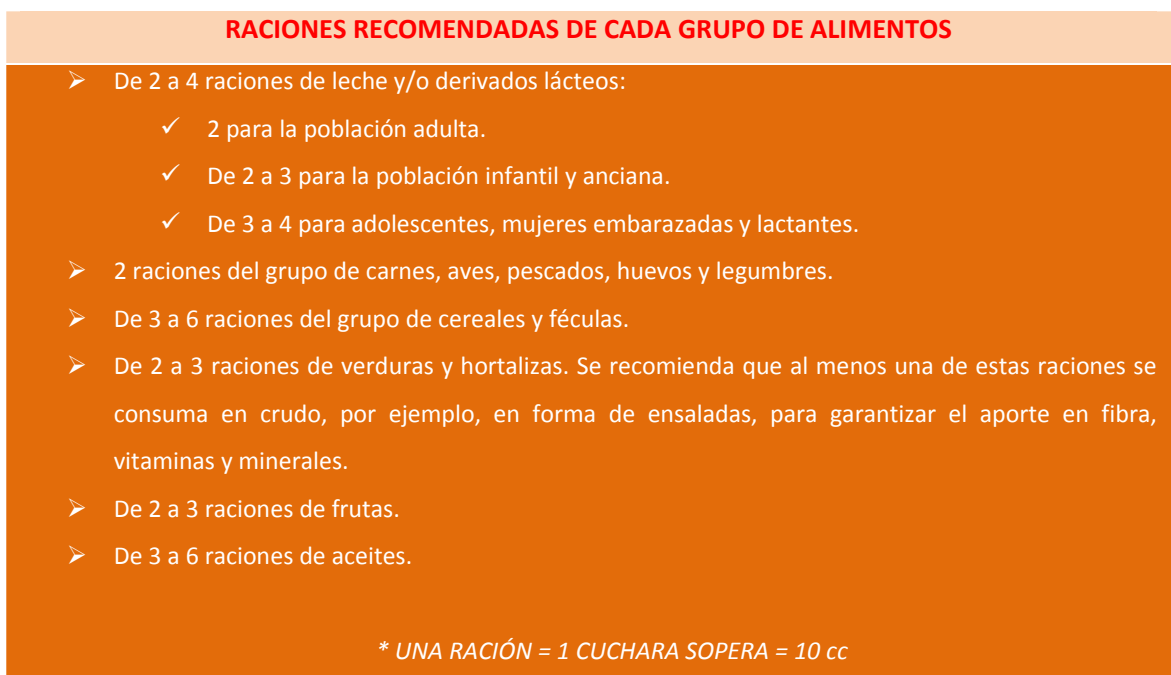 RACIONES RECOMENDADAS DE CADA GRUPO DE ALIMENTOS
➢ De 2 a 4 raciones de leche y/o derivados lácteos:
✓ 2 para la población adulta.
✓ De 2 a 3 para la población infantil y anciana.
✓ De 3 a 4 para adolescentes, mujeres embarazadas y lactantes.
➢ 2 raciones del grupo de carnes, aves, pescados, huevos y legumbres.
➢ De 3 a 6 raciones del grupo de cereales y féculas.
➢ De 2 a 3 raciones de verduras y hortalizas. Se recomienda que al menos una de estas raciones se
consuma en crudo, por ejemplo, en forma de ensaladas, para garantizar el aporte en fibra,
vitaminas y minerales.
➢ De 2 a 3 raciones de frutas.
➢ De 3 a 6 raciones de aceites.
* UNA RACIÓN = 1 CUCHARA SOPERA = 10 cc